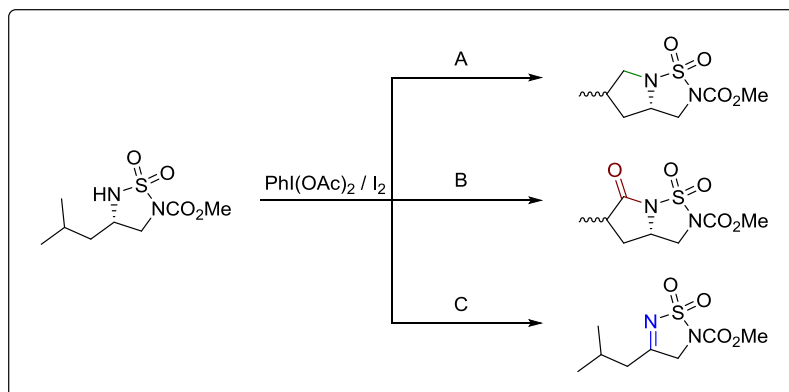 A
O O
S
N
NCO₂Me
O O
S
HN
NCO₂Me
PhI(OAc)₂ / I₂
B
O
O O
S
N
NCO₂Me
C
O O
S
N
NCO₂Me